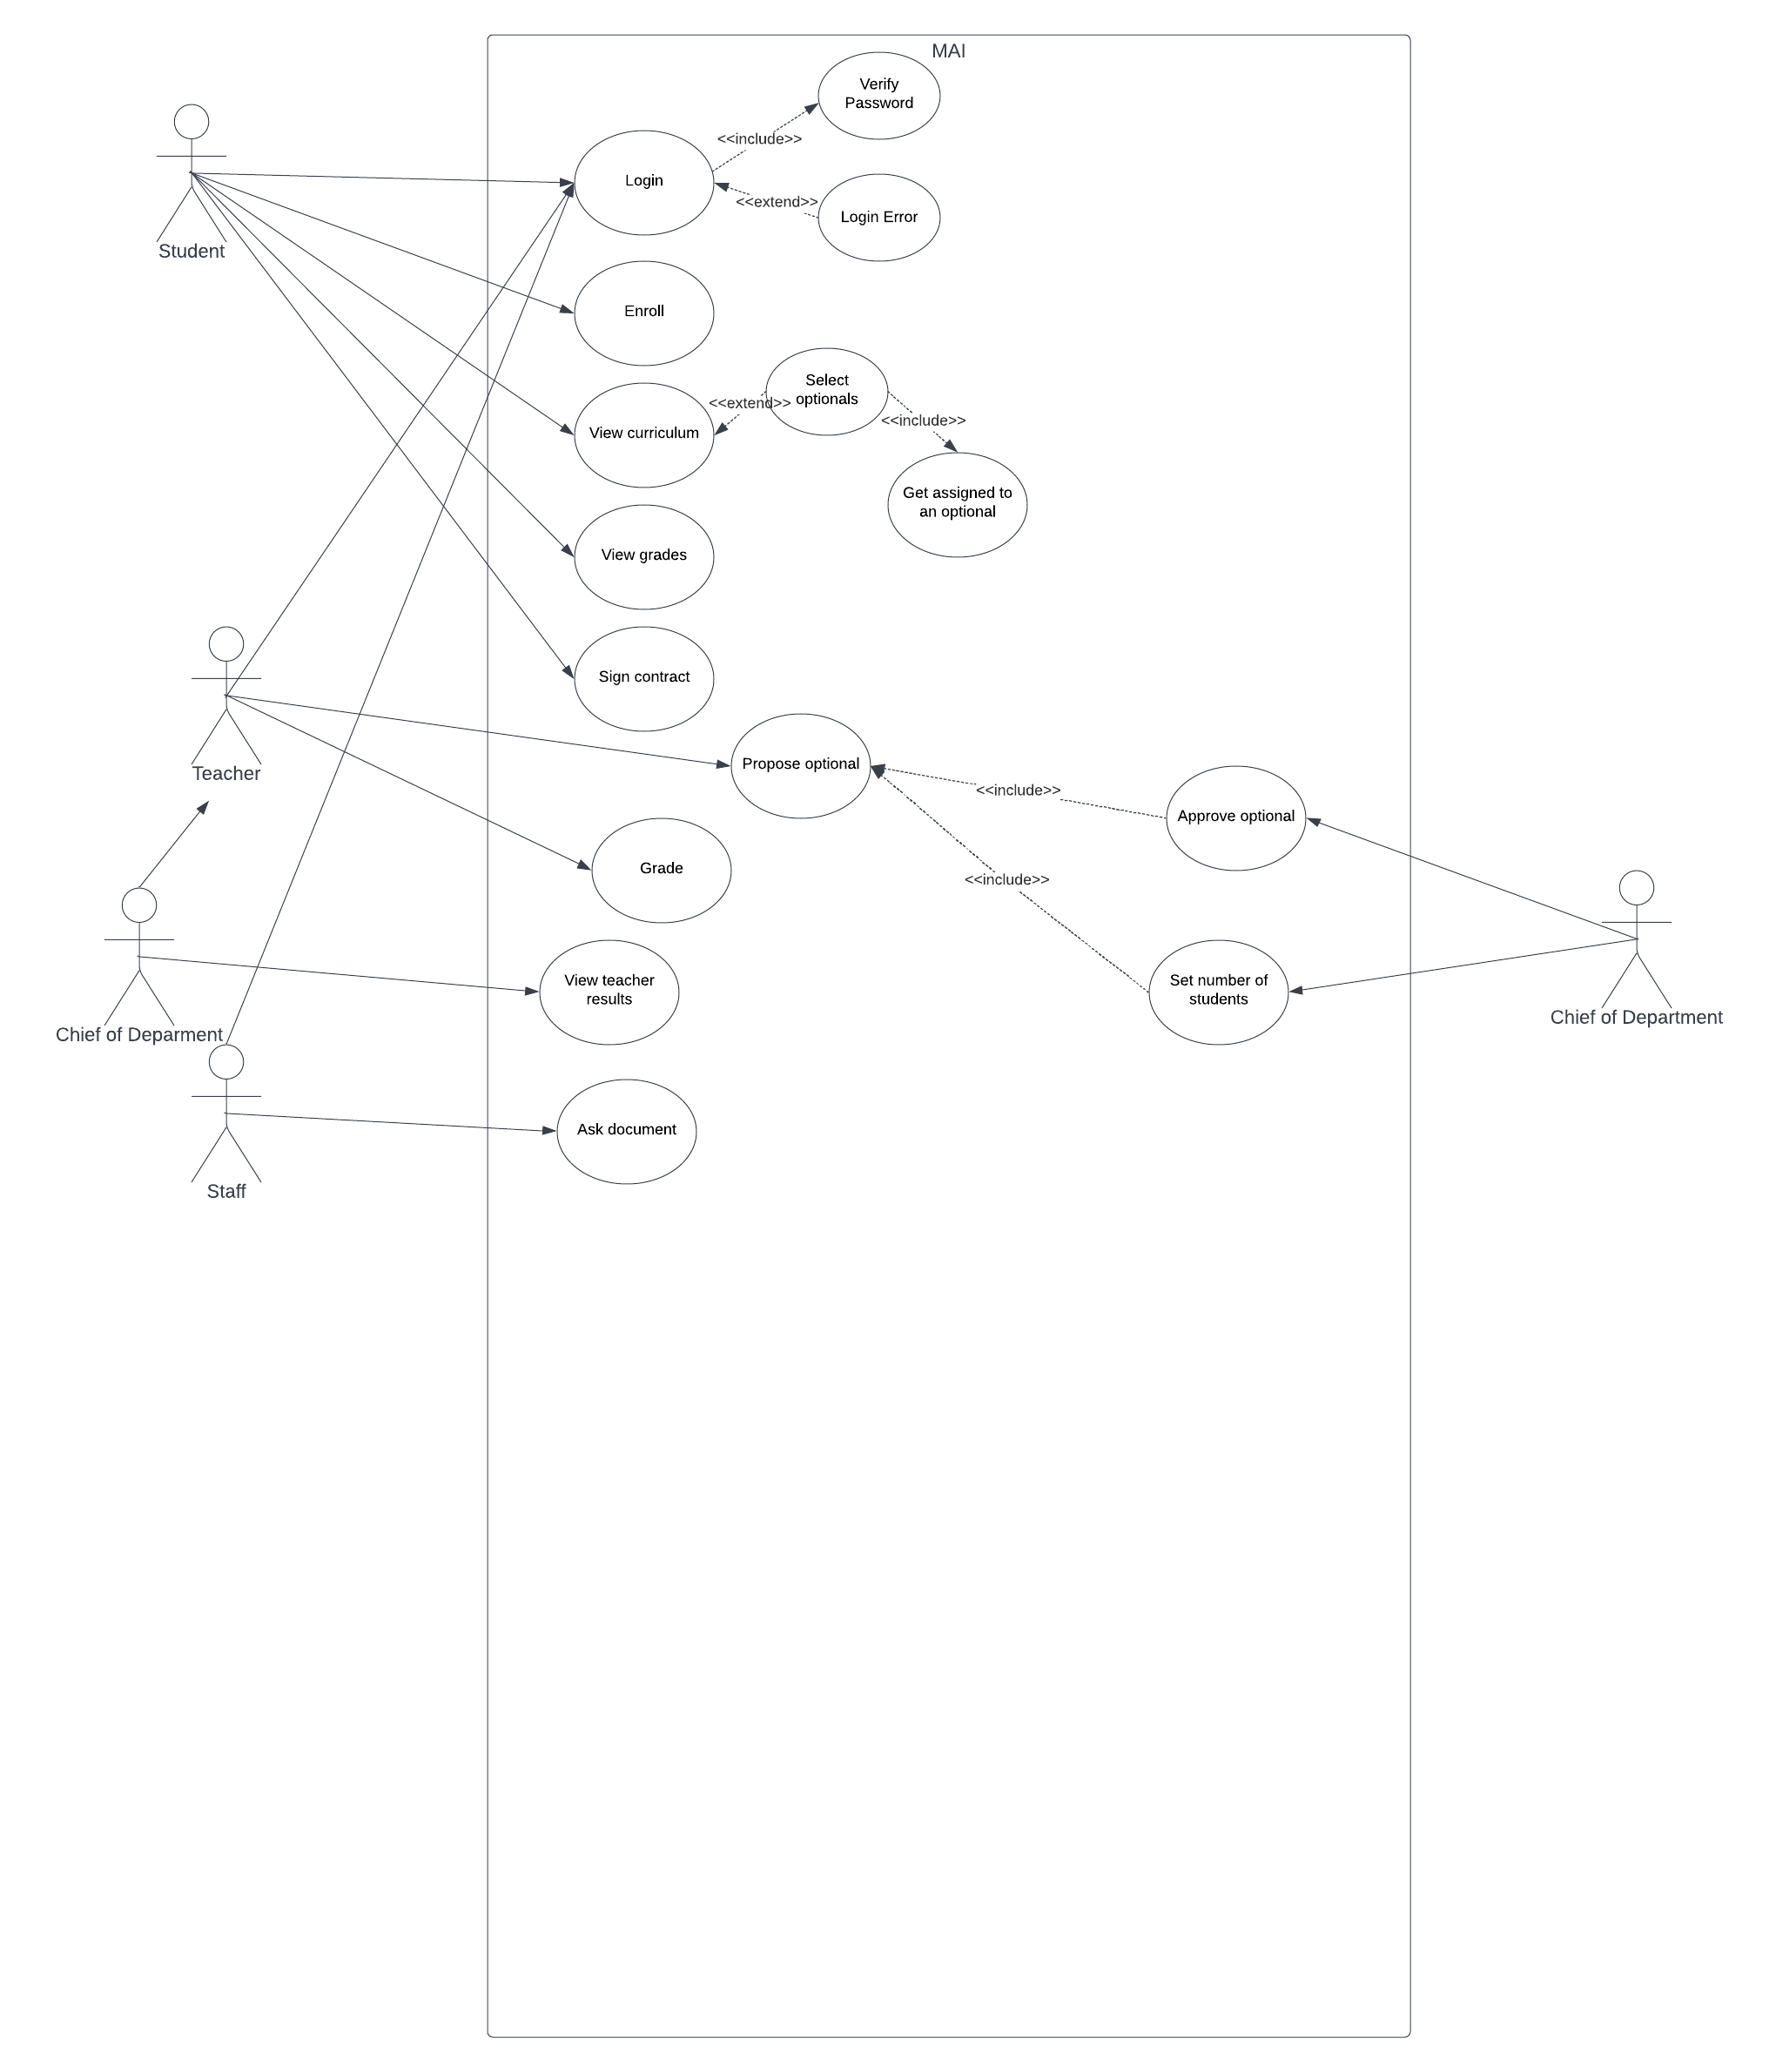 MAI
Verify
Password
<<include>>
Login
<<extend>>
Login Error
Student
Enroll
Select
optionals
<<extend>>
<<include>>
View curriculum
Get assigned to
an optional
View grades
Sign contract
Teacher
Propose optional
<<include>>
Approve optional
Grade
<<include>>
View teacher
results
Set number of
students
Chief of Department
Chief of Deparment
Ask document
Staff